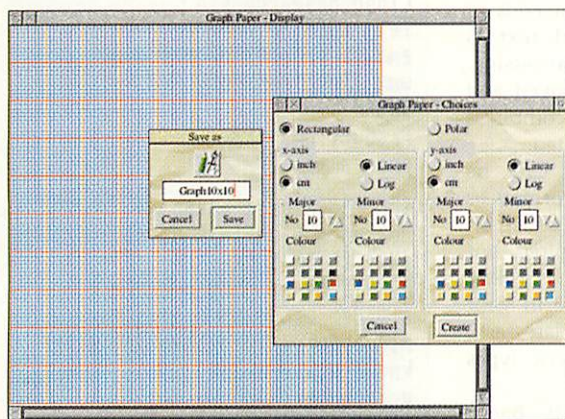 Graph Paper - Display
Save as
Graph10x10
Cancel Save
Graph Paper - Choices
Rectangular Polar
x-axis y-axis
inch Linear inch Linear
cm Log cm Log
Major Minor Major Minor
No 10 No 10 No 10 No 10
Colour Colour Colour Colour
Cancel Create